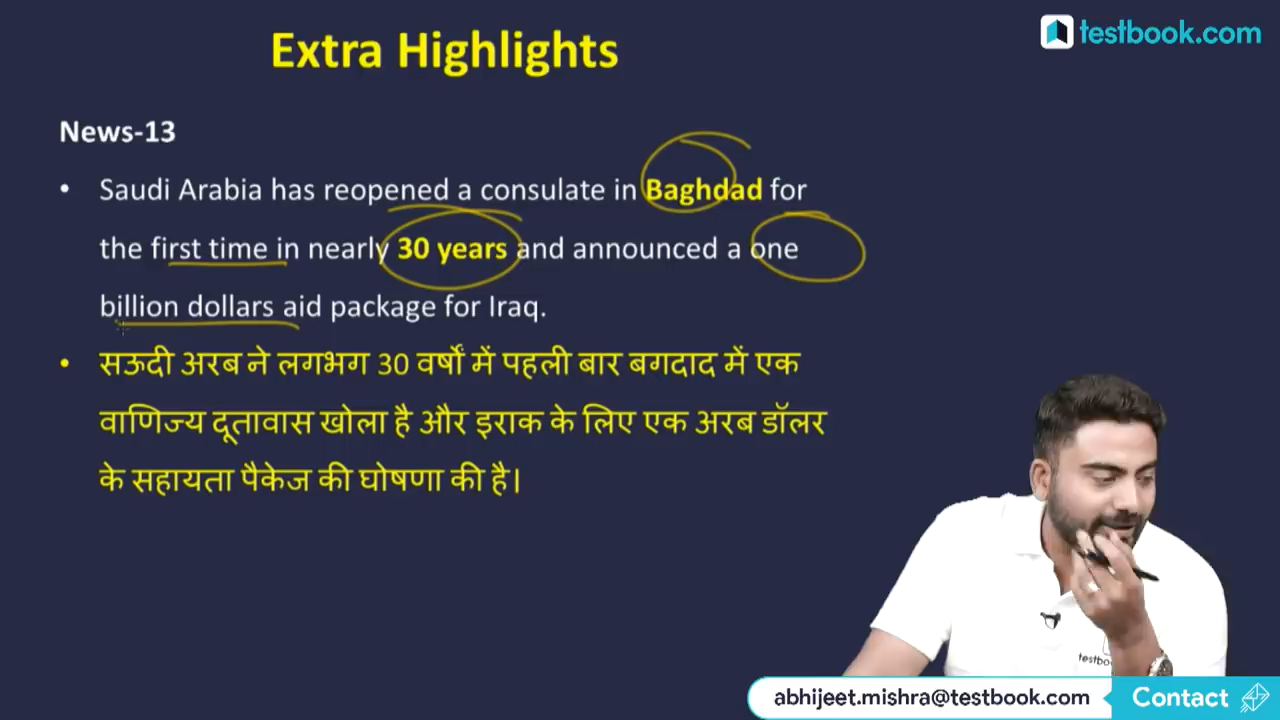 Extra Highlights
testbook.com
News-13
• Saudi Arabia has reopened a consulate in Baghdad for
the first time in nearly 30 years and announced a one
billion dollars aid package for Iraq.
• सऊदी अरब ने लगभग 30 वर्षों में पहली बार बगदाद में एक
वाणिज्य दूतावास खोला है और इराक के लिए एक अरब डॉलर
के सहायता पैकेज की घोषणा की है।
testbo
abhijeet.mishra@testbook.com
Contact